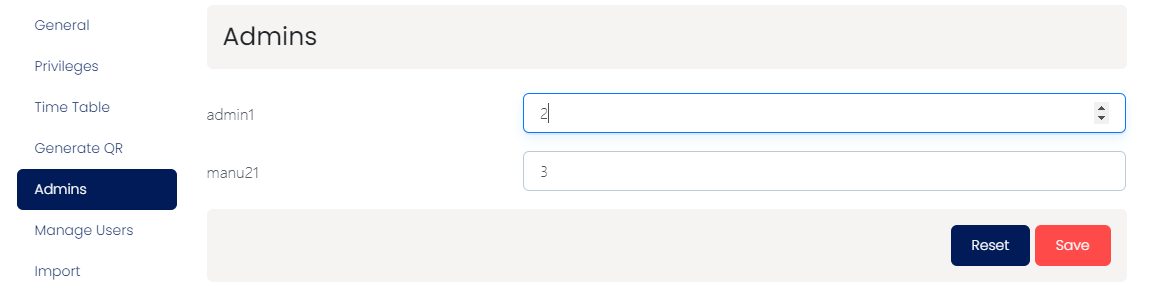 General
Privileges
Time Table
Generate QR
Admins
Manage Users
Import
Admins
admin1
2
manu21
3
Reset
Save